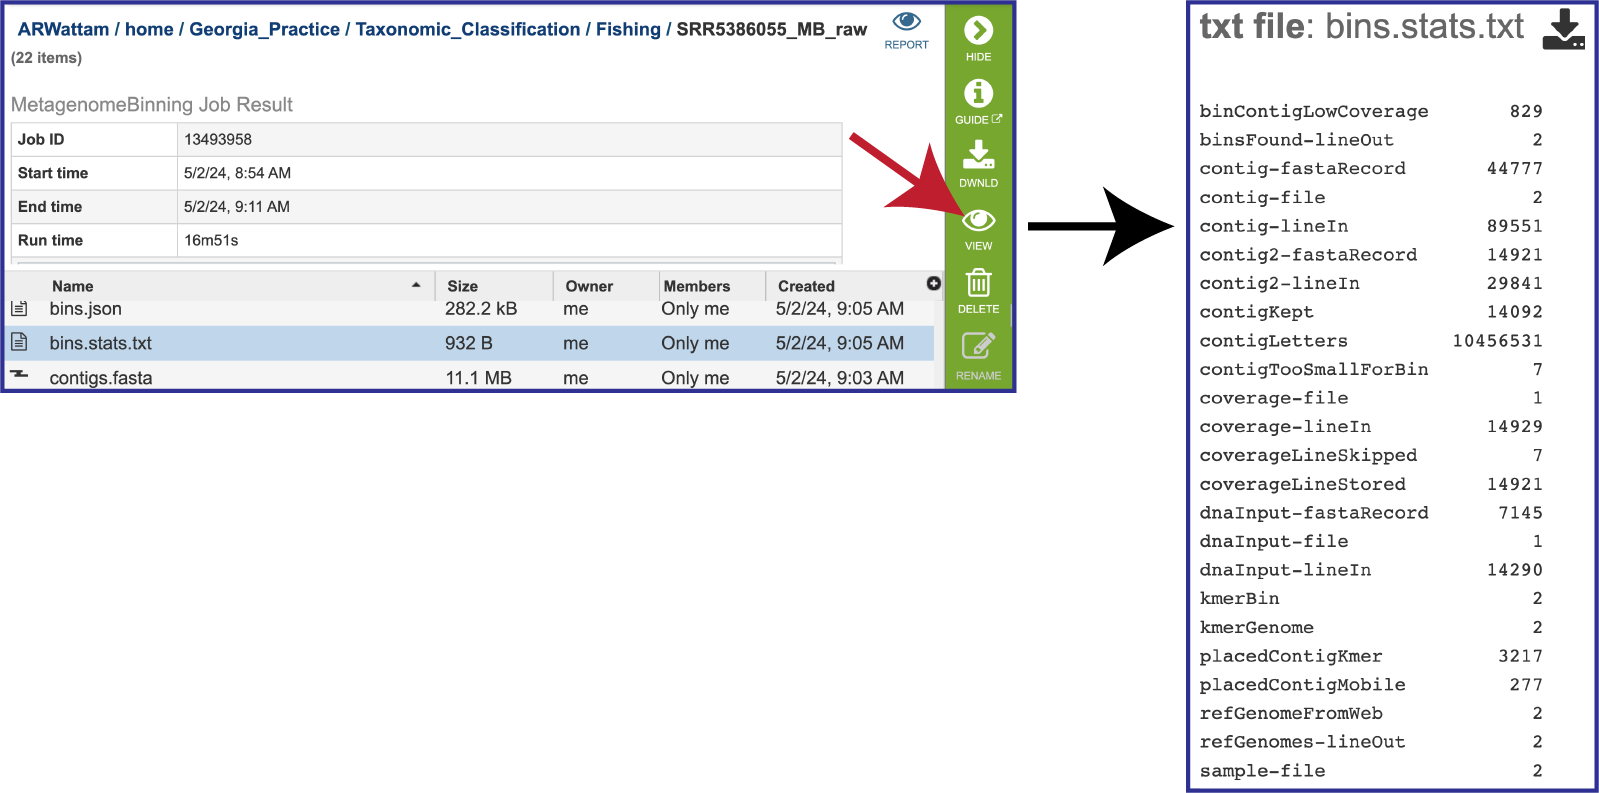 ARWattam / home / Georgia_Practice / Taxonomic_Classification / Fishing / SRR5386055_MB_raw
(22 items)
REPORT
MetagenomeBinning Job Result
Job ID 13493958
Start time 5/2/24, 8:54 AM
End time 5/2/24, 9:11 AM
Run time 16m51s
Name Size Owner Members Created
bins.json 282.2 kB me Only me 5/2/24, 9:05 AM
bins.stats.txt 932 B me Only me 5/2/24, 9:05 AM
contigs.fasta 11.1 MB me Only me 5/2/24, 9:03 AM
HIDE
GUIDE
DWNLD
VIEW
DELETE
RENAME
txt file: bins.stats.txt
binContigLowCoverage 829
binsFound-lineOut 2
contig-fastaRecord 44777
contig-file 2
contig-lineIn 89551
contig2-fastaRecord 14921
contig2-lineIn 29841
contigKept 14092
contigLetters 10456531
contigTooSmallForBin 7
coverage-file 1
coverage-lineIn 14929
coverageLineSkipped 7
coverageLineStored 14921
dnaInput-fastaRecord 7145
dnaInput-file 1
dnaInput-lineIn 14290
kmerBin 2
kmerGenome 2
placedContigKmer 3217
placedContigMobile 277
refGenomeFromWeb 2
refGenomes-lineOut 2
sample-file 2